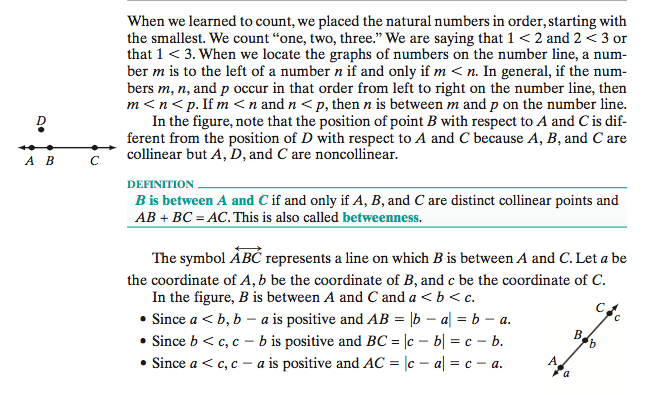 When we learned to count, we placed the natural numbers in order, starting with
the smallest. We count “one, two, three.” We are saying that 1 < 2 and 2 < 3 or
that 1 < 3. When we locate the graphs of numbers on the number line, a num-
ber m is to the left of a number n if and only if m < n. In general, if the num-
bers m, n, and p occur in that order from left to right on the number line, then
m < n < p. If m < n and n < p, then n is between m and p on the number line.
In the figure, note that the position of point B with respect to A and C is dif-
ferent from the position of D with respect to A and C because A, B, and C are
collinear but A, D, and C are noncollinear.
D
A B C
DEFINITION
B is between A and C if and only if A, B, and C are distinct collinear points and
AB + BC = AC. This is also called betweenness.
The symbol ABC represents a line on which B is between A and C. Let a be
the coordinate of A, b be the coordinate of B, and c be the coordinate of C.
In the figure, B is between A and C and a < b < c.
• Since a < b, b − a is positive and AB = |b − a| = b − a.
• Since b < c, c − b is positive and BC = |c − b| = c − b.
• Since a < c, c − a is positive and AC = |c − a| = c − a.
C
c
B
b
A
a